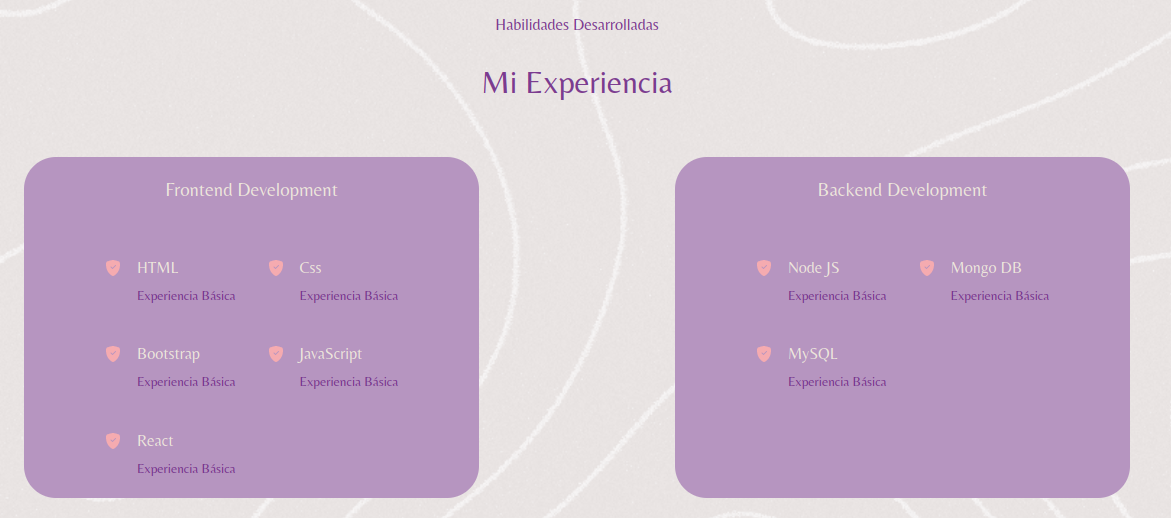 Habilidades Desarrolladas
Mi Experiencia
Frontend Development
HTML
Experiencia Básica
Css
Experiencia Básica
Bootstrap
Experiencia Básica
JavaScript
Experiencia Básica
React
Experiencia Básica
Backend Development
Node JS
Experiencia Básica
Mongo DB
Experiencia Básica
MySQL
Experiencia Básica